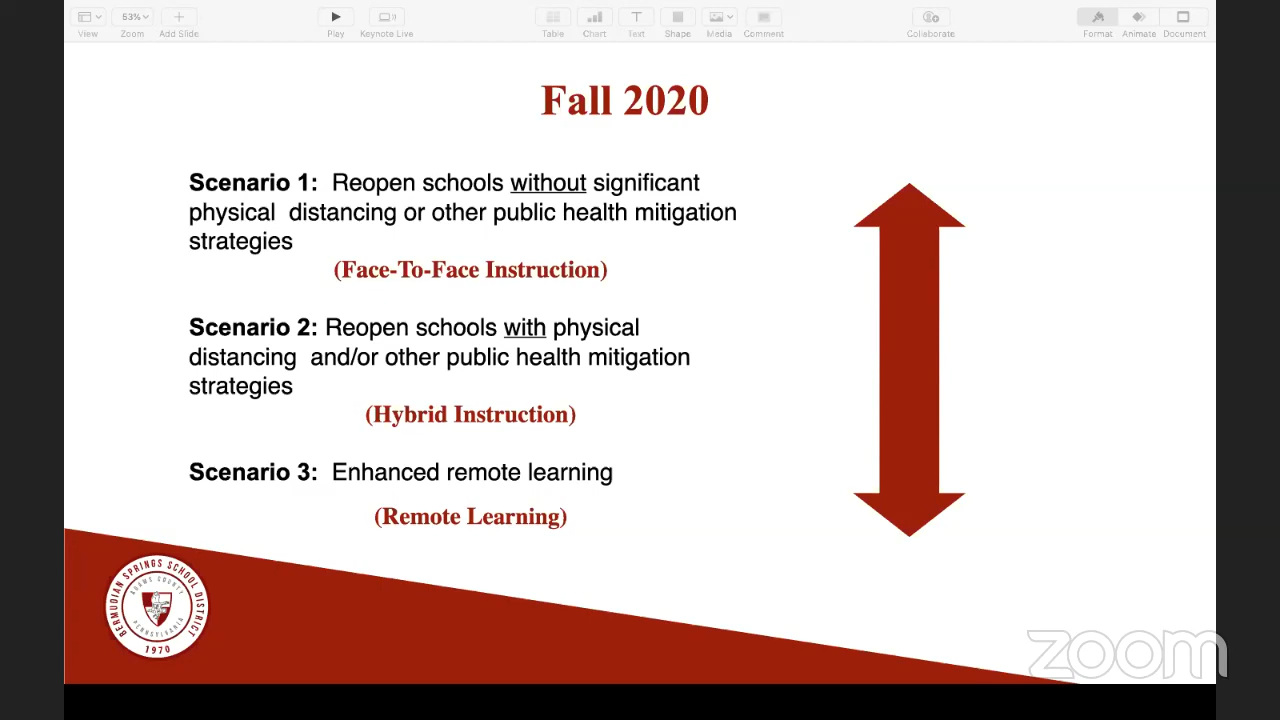 View
53%
Zoom
Add Slide
Play
Keynote Live
Table
Chart
Text
Shape
Media
Comment
Collaborate
Format
Animate
Document
Fall 2020
Scenario 1: Reopen schools without significant
physical distancing or other public health mitigation
strategies
(Face-To-Face Instruction)
Scenario 2: Reopen schools with physical
distancing and/or other public health mitigation
strategies
(Hybrid Instruction)
Scenario 3: Enhanced remote learning
(Remote Learning)
BERMUDIAN SPRINGS SCHOOL DISTRICT
ADAMS COUNTY
PENNSYLVANIA
1970
zoom